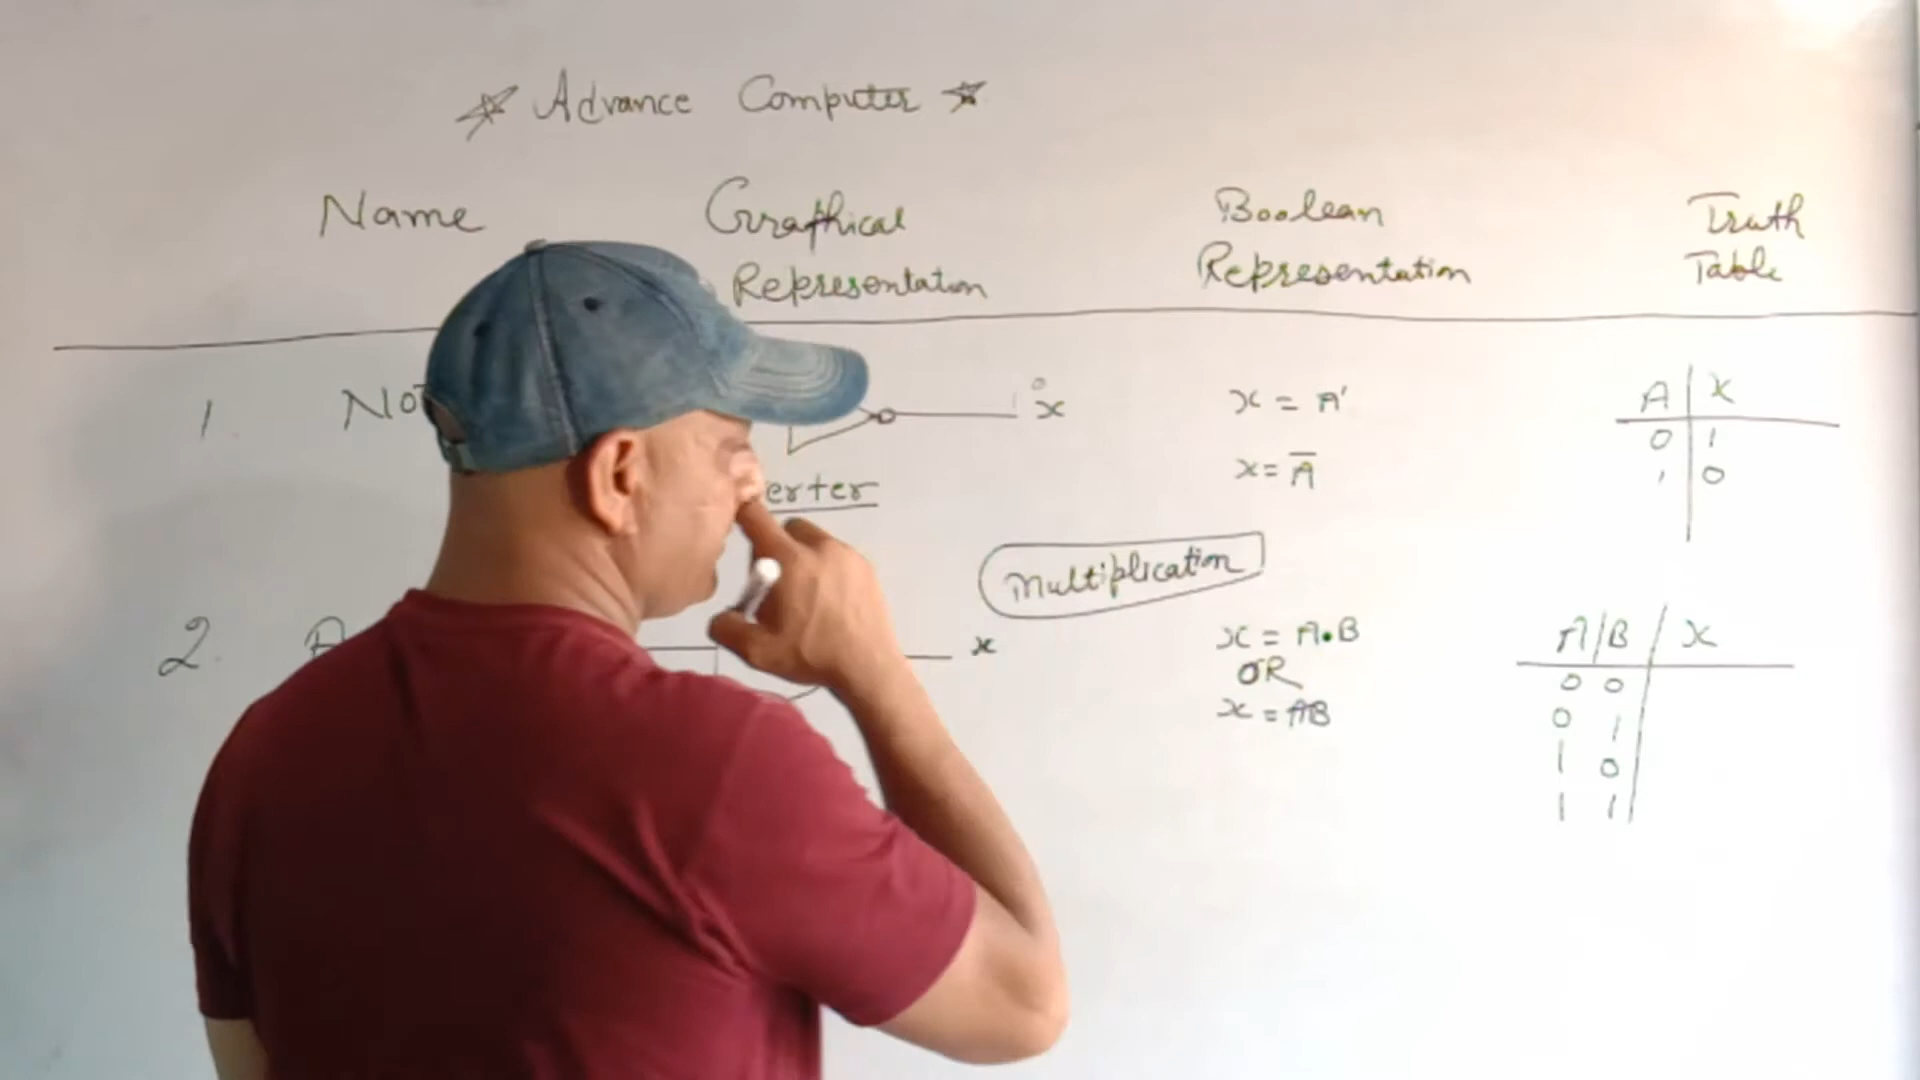 Advance Computer
Name Graphical Representation Boolean Representation Truth Table
1. x x = A' A X
x = A̅ 0 1
1 0
Multiplication
2. x x = A.B A B X
OR 0 0
x = AB 0 1
1 0
1 1